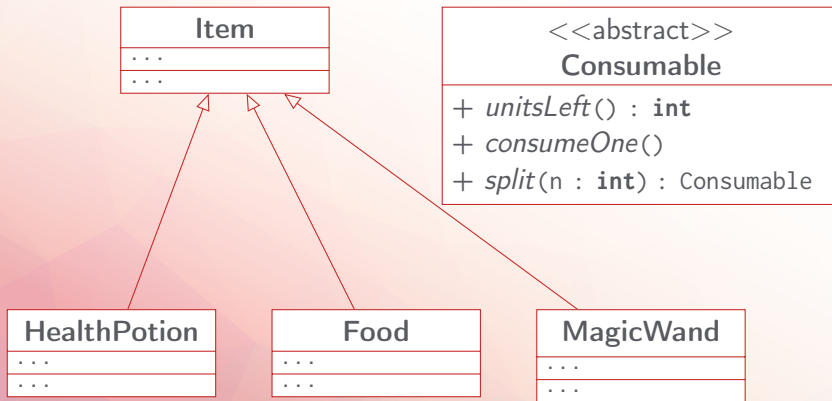 Item
...
...
<<abstract>>
Consumable
+ unitsLeft() : int
+ consumeOne()
+ split(n : int) : Consumable
HealthPotion
...
...
Food
...
...
MagicWand
...
...